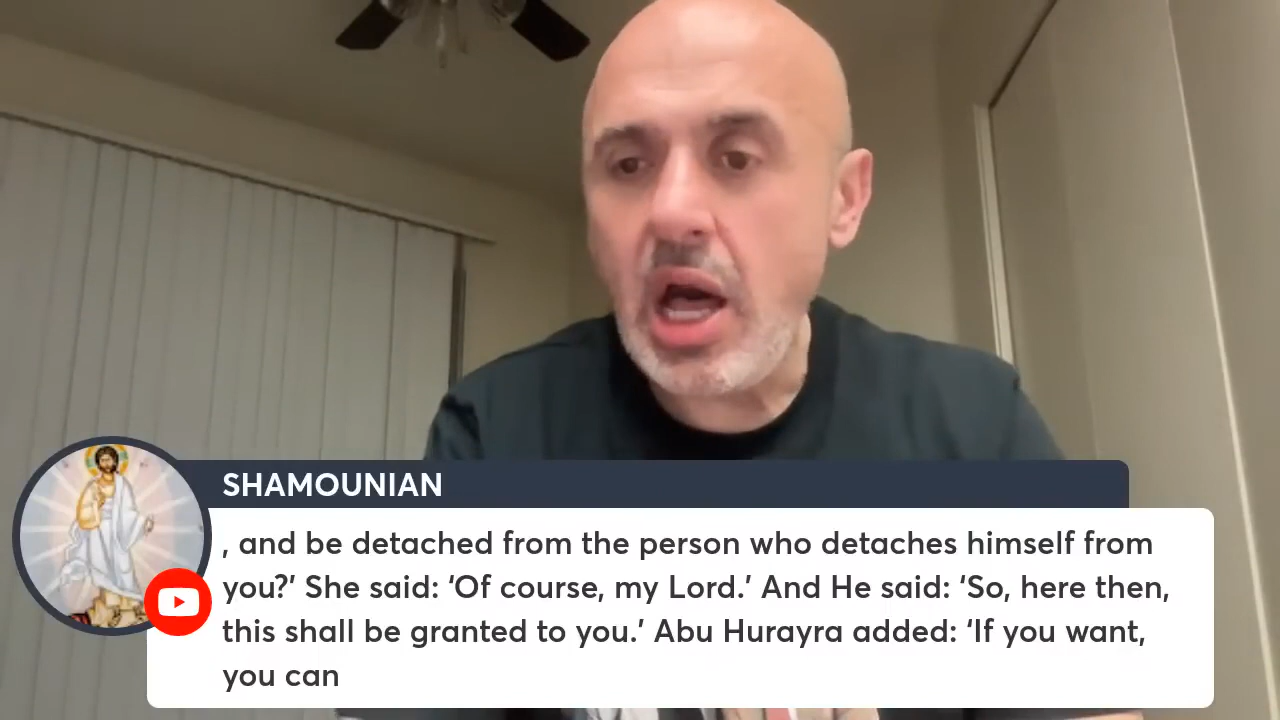 SHAMOUNIAN
, and be detached from the person who detaches himself from
you?’ She said: ‘Of course, my Lord.’ And He said: ‘So, here then,
this shall be granted to you.’ Abu Hurayra added: ‘If you want,
you can